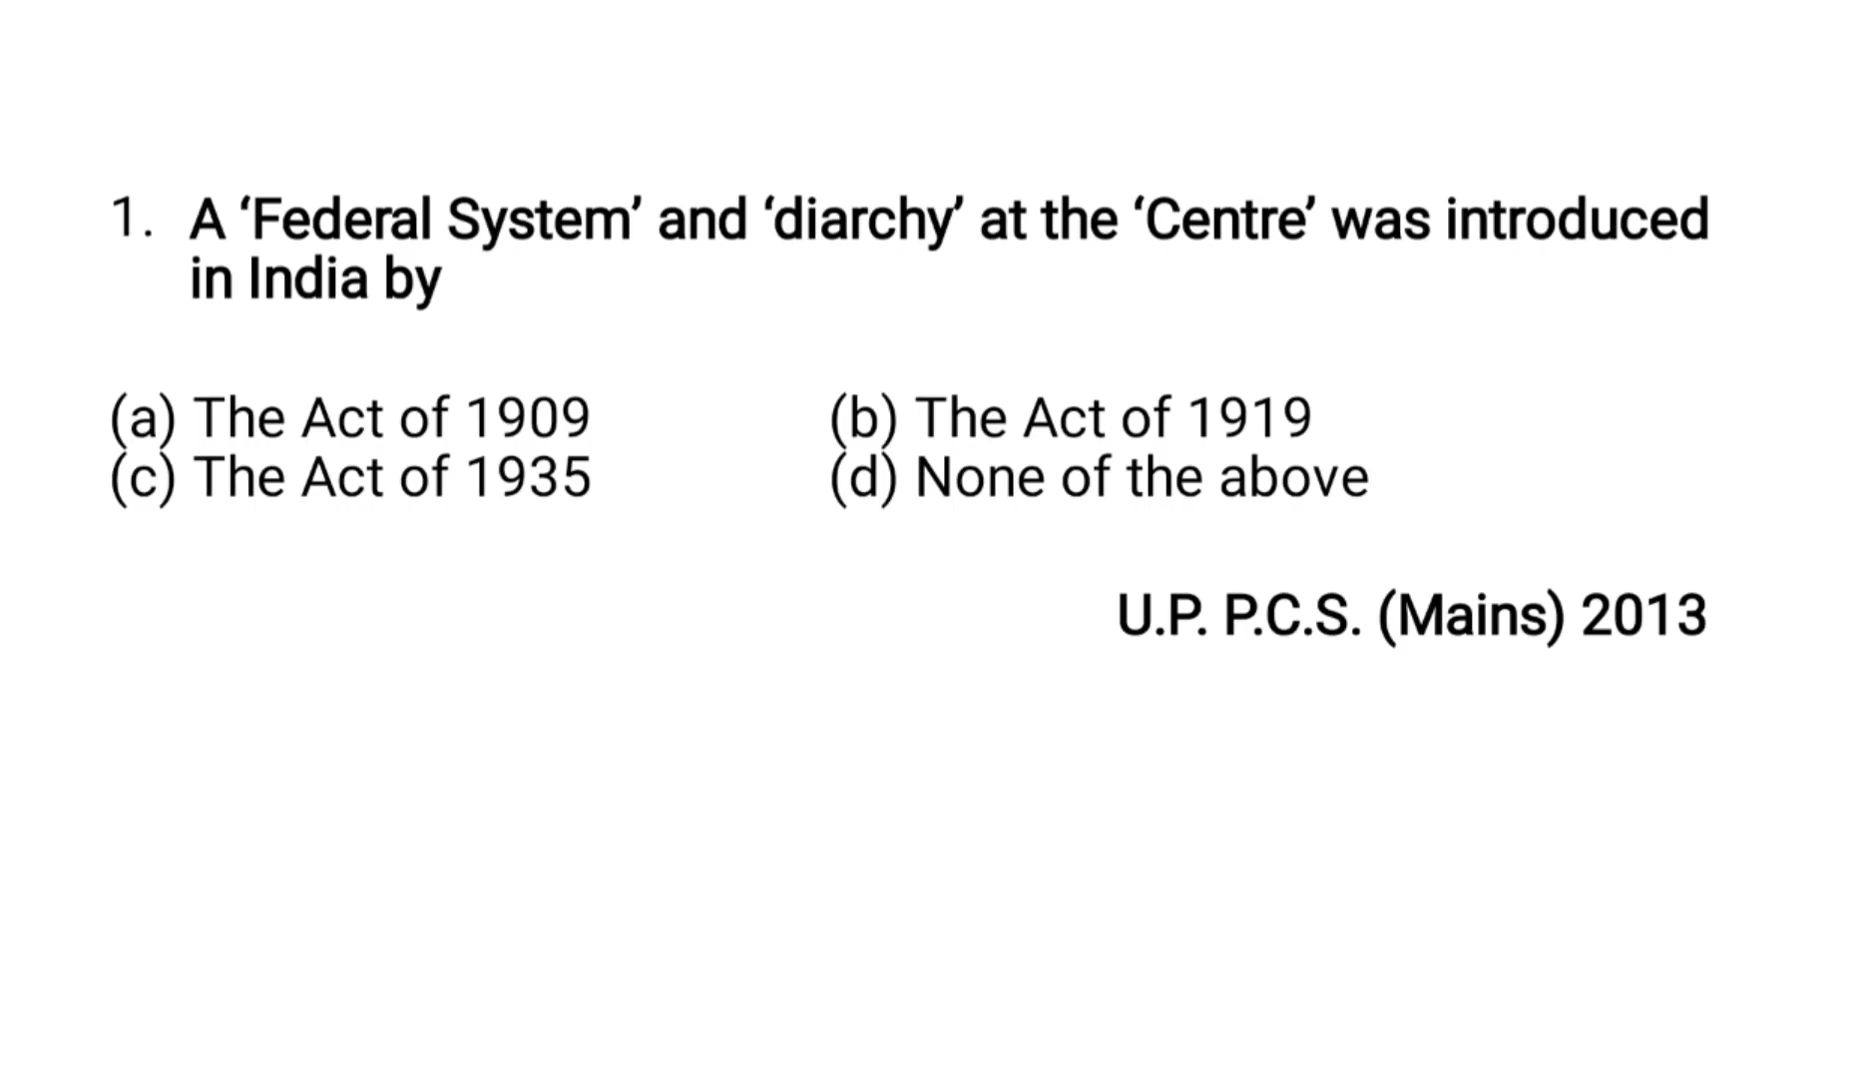 1. A ‘Federal System’ and ‘diarchy’ at the ‘Centre’ was introduced
in India by
(a) The Act of 1909 (b) The Act of 1919
(c) The Act of 1935 (d) None of the above
U.P. P.C.S. (Mains) 2013